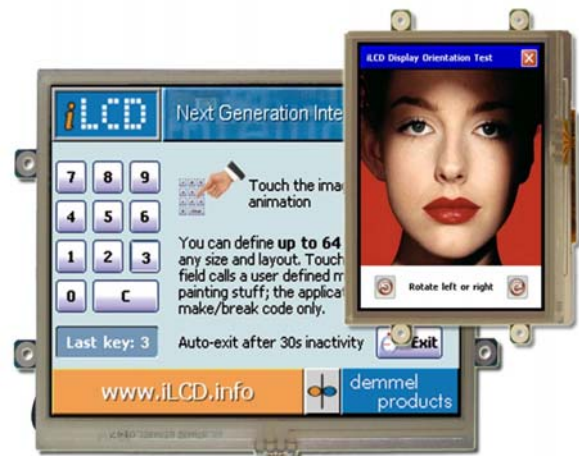 iLCD Display Orientation Test
iLCD
Next Generation Inte
7 8 9
4 5 6
1 2 3
0 C
Touch the ima
animation
You can define up to 64
any size and layout. Touch
field calls a user defined m
painting stuff; the applicat
make/break code only.
Last key: 3
Auto-exit after 30s inactivity
Exit
Rotate left or right
www.iLCD.info
demmel
products